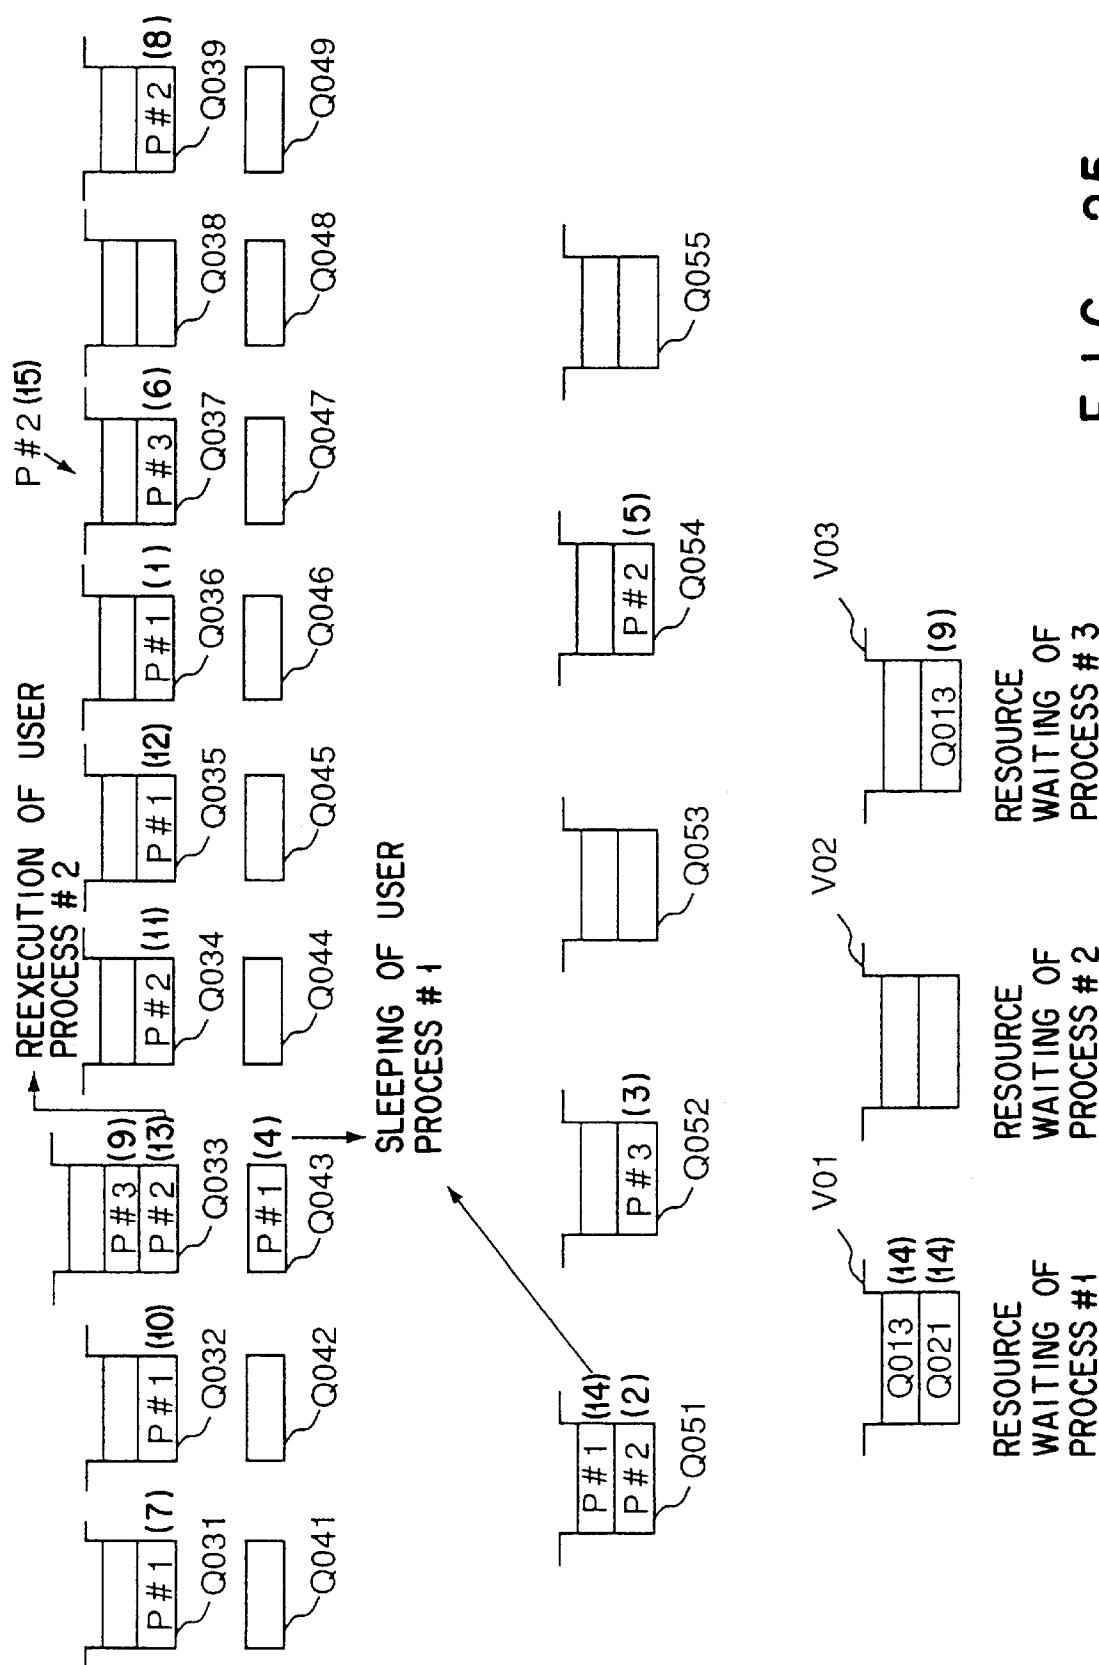 REEXECUTION OF USER
PROCESS #2
P#2 (15)
P#3 (9)
P#1 (7)
P#1 (10)
P#2 (13)
P#2 (11)
P#1 (12)
P#1 (1)
P#3 (6)
P#2 (8)
Q031
Q032
Q033
Q034
Q035
Q036
Q037
Q038
Q039
P#1 (4)
Q041
Q042
Q043
Q044
Q045
Q046
Q047
Q048
Q049
SLEEPING OF USER
PROCESS #1
P#1 (14)
P#2 (2)
P#3 (3)
P#2 (5)
Q051
Q052
Q053
Q054
Q055
V01
V02
V03
Q013 (14)
Q021 (14)
Q013 (9)
RESOURCE
WAITING OF
PROCESS #1
RESOURCE
WAITING OF
PROCESS #2
RESOURCE
WAITING OF
PROCESS #3